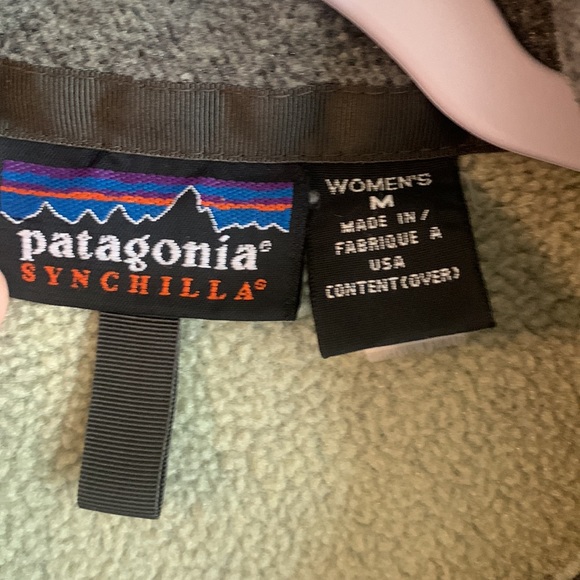 patagonia®
SYNCHILLA®
WOMEN'S
M
MADE IN/
FABRIQUE A
USA
CONTENT(OVER)